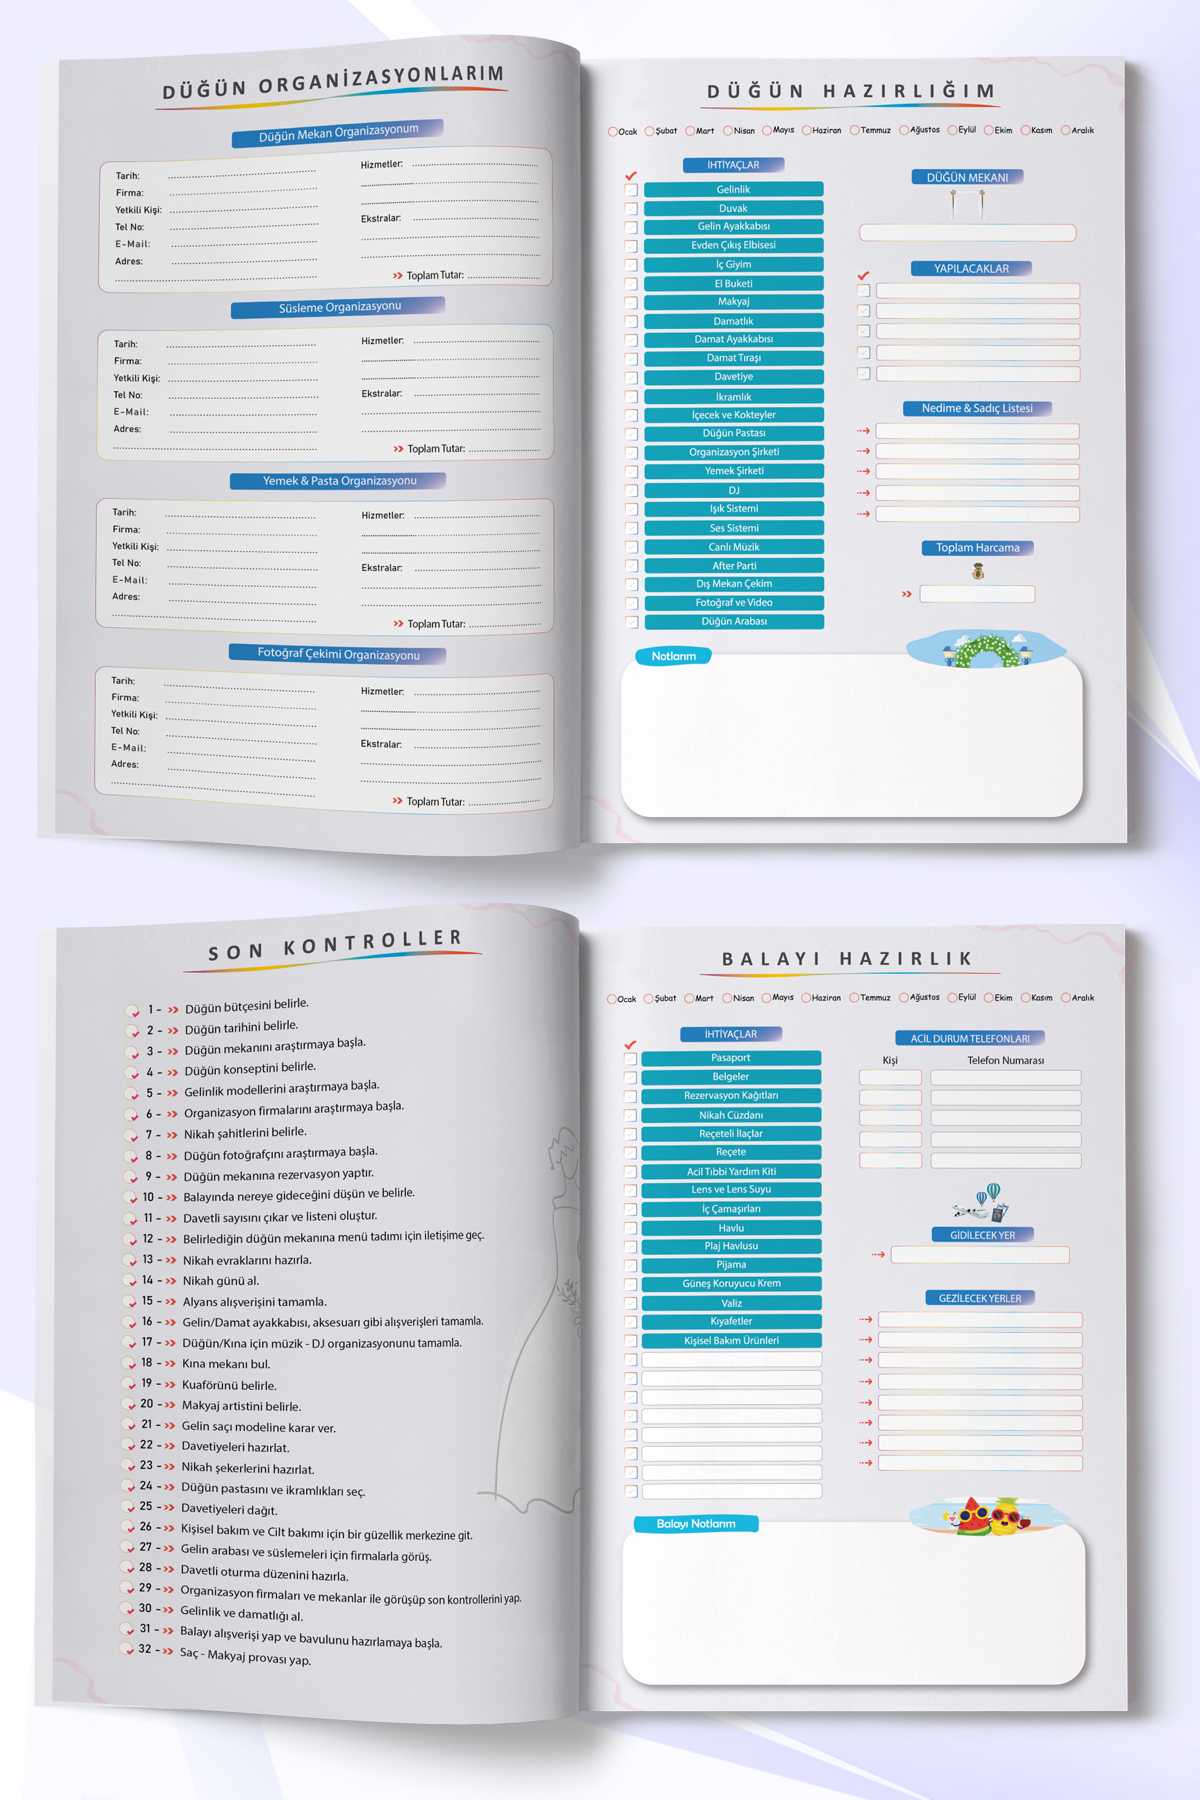 DÜĞÜN ORGANİZASYONLARIM
Düğün Mekan Organizasyonum
Tarih:
Firma:
Yetkili Kişi:
Tel No:
E-Mail:
Adres:
Hizmetler:
Ekstralar:
Toplam Tutar:
Süsleme Organizasyonu
Tarih:
Firma:
Yetkili Kişi:
Tel No:
E-Mail:
Adres:
Hizmetler:
Ekstralar:
Toplam Tutar:
Yemek & Pasta Organizasyonu
Tarih:
Firma:
Yetkili Kişi:
Tel No:
E-Mail:
Adres:
Hizmetler:
Ekstralar:
Toplam Tutar:
Fotoğraf Çekimi Organizasyonu
Tarih:
Firma:
Yetkili Kişi:
Tel No:
E-Mail:
Adres:
Hizmetler:
Ekstralar:
Toplam Tutar:
DÜĞÜN HAZIRLIĞIM
Ocak Şubat Mart Nisan Mayıs Haziran Temmuz Ağustos Eylül Ekim Kasım Aralık
İHTİYAÇLAR
Gelinlik
Duvak
Gelin Ayakkabısı
Evden Çıkış Elbisesi
İç Giyim
El Buketi
Makyaj
Damatlık
Damat Ayakkabısı
Damat Tıraşı
Davetiye
İkramlık
İçecek ve Kokteyler
Düğün Pastası
Organizasyon Şirketi
Yemek Şirketi
DJ
Işık Sistemi
Ses Sistemi
Canlı Müzik
After Parti
Dış Mekan Çekim
Fotoğraf ve Video
Düğün Arabası
DÜĞÜN MEKANI
YAPILACAKLAR
Nedime & Sadıç Listesi
Toplam Harcama
Notlarım
SON KONTROLLER
1 - Düğün bütçesini belirle.
2 - Düğün tarihini belirle.
3 - Düğün mekanını araştırmaya başla.
4 - Düğün konseptini belirle.
5 - Gelinlik modellerini araştırmaya başla.
6 - Organizasyon firmalarını araştırmaya başla.
7 - Nikah şahitlerini belirle.
8 - Düğün fotoğrafçını araştırmaya başla.
9 - Düğün mekanına rezervasyon yaptır.
10 - Balayında nereye gideceğini düşün ve belirle.
11 - Davetli sayısını çıkar ve listeni oluştur.
12 - Belirlediğin düğün mekanına menü tadımı için iletişime geç.
13 - Nikah evraklarını hazırla.
14 - Nikah günü al.
15 - Alyans alışverişini tamamla.
16 - Gelin/Damat ayakkabısı, aksesuarı gibi alışverişleri tamamla.
17 - Düğün/Kına için müzik - DJ organizasyonunu tamamla.
18 - Kına mekanı bul.
19 - Kuaförünü belirle.
20 - Makyaj artistini belirle.
21 - Gelin saçı modeline karar ver.
22 - Davetiyeleri hazırlat.
23 - Nikah şekerlerini hazırlat.
24 - Düğün pastasını ve ikramlıkları seç.
25 - Davetiyeleri dağıt.
26 - Kişisel bakım ve Cilt bakımı için bir güzellik merkezine git.
27 - Gelin arabası ve süslemeleri için firmalarla görüş.
28 - Davetli oturma düzenini hazırla.
29 - Organizasyon firmaları ve mekanlar ile görüşüp son kontrollerini yap.
30 - Gelinlik ve damatlığı al.
31 - Balayı alışverişi yap ve bavulunu hazırlamaya başla.
32 - Saç - Makyaj provası yap.
BALAYI HAZIRLIK
Ocak Şubat Mart Nisan Mayıs Haziran Temmuz Ağustos Eylül Ekim Kasım Aralık
İHTİYAÇLAR
Pasaport
Belgeler
Rezervasyon Kağıtları
Nikah Cüzdanı
Reçeteli İlaçlar
Reçete
Acil Tıbbi Yardım Kiti
Lens ve Lens Suyu
İç Çamaşırları
Havlu
Plaj Havlusu
Pijama
Güneş Koruyucu Krem
Valiz
Kıyafetler
Kişisel Bakım Ürünleri
ACİL DURUM TELEFONLARI
Kişi Telefon Numarası
GİDİLECEK YER
GEZİLECEK YERLER
Balayı Notlarım